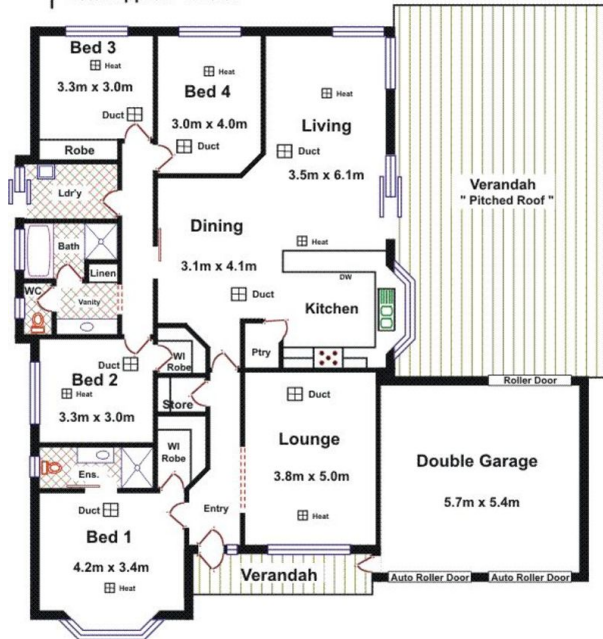 Bed 3
Heat
3.3m x 3.0m
Duct
Robe
Heat
Bed 4
3.0m x 4.0m
Duct
Heat
Living
Duct
3.5m x 6.1m
Verandah
" Pitched Roof "
Ldr'y
Bath
Linen
WC
Vanity
Dining
Heat
3.1m x 4.1m
Duct
DW
Kitchen
Ptry
Duct
Bed 2
Heat
3.3m x 3.0m
WI
Robe
Store
WI
Robe
Ens.
Duct
Lounge
3.8m x 5.0m
Heat
Roller Door
Double Garage
5.7m x 5.4m
Duct
Bed 1
4.2m x 3.4m
Heat
Entry
Verandah
Auto Roller Door
Auto Roller Door